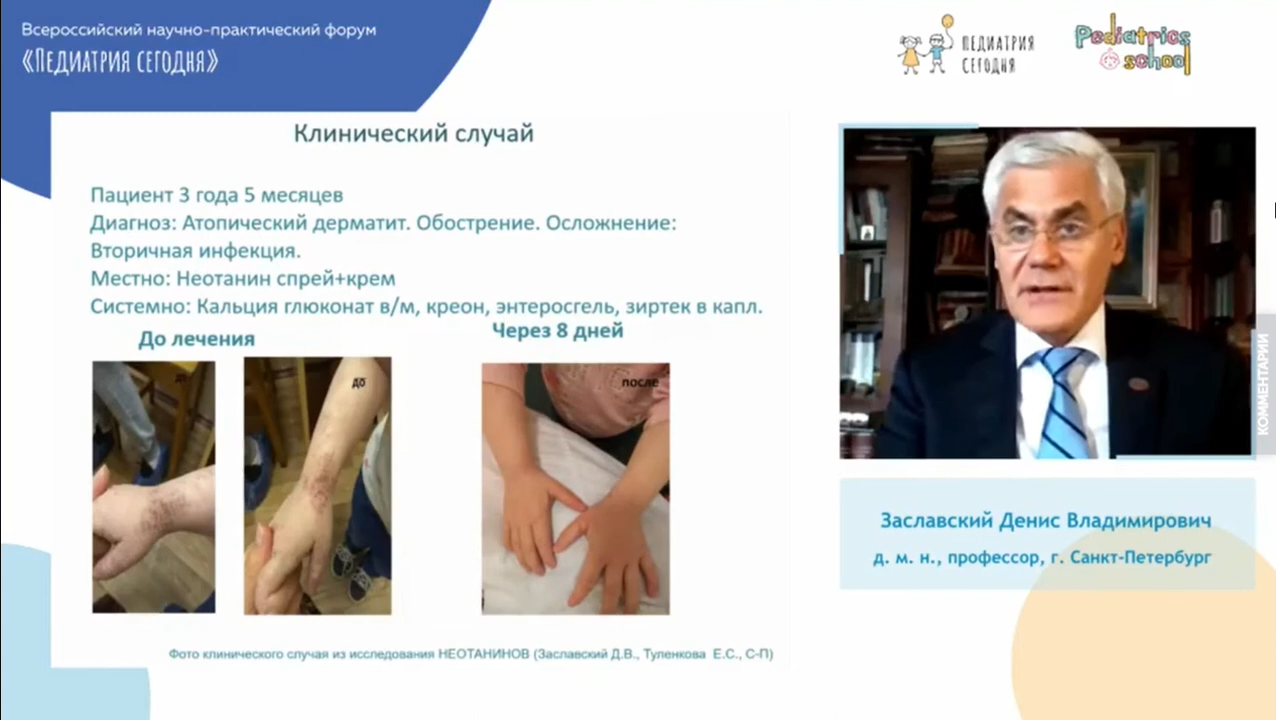 Всероссийский научно-практический форум
«ПЕДИАТРИЯ СЕГОДНЯ»
ПЕДИАТРИЯ
СЕГОДНЯ
Pediatrics
school
Клинический случай
Пациент 3 года 5 месяцев
Диагноз: Атопический дерматит. Обострение. Осложнение:
Вторичная инфекция.
Местно: Неотанин спрей+крем
Системно: Кальция глюконат в/м, креон, энтеросгель, зиртек в капл.
До лечения
Через 8 дней
до
после
Фото клинического случая из исследования НЕОТАНИНОВ (Заславский Д.В., Туленкова Е.С., С-П)
КОММЕНТАРИИ
Заславский Денис Владимирович
д. м. н., профессор, г. Санкт-Петербург